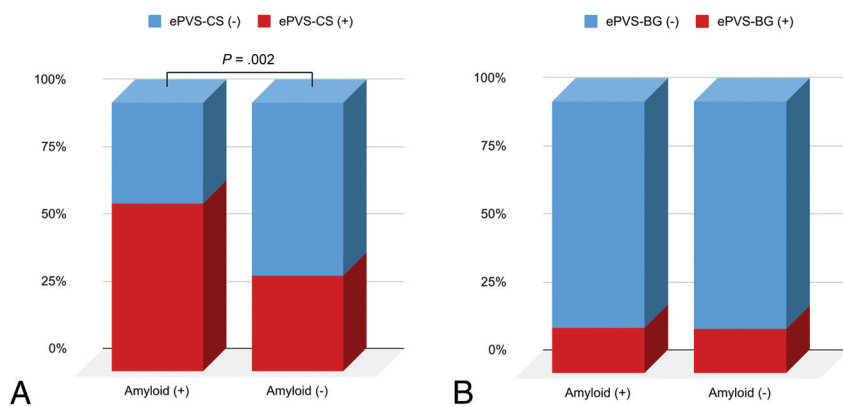 ePVS-CS (-) ePVS-CS (+)
P = .002
100%
75%
50%
25%
0%
Amyloid (+) Amyloid (-)
A
ePVS-BG (-) ePVS-BG (+)
100%
75%
50%
25%
0%
Amyloid (+) Amyloid (-)
B